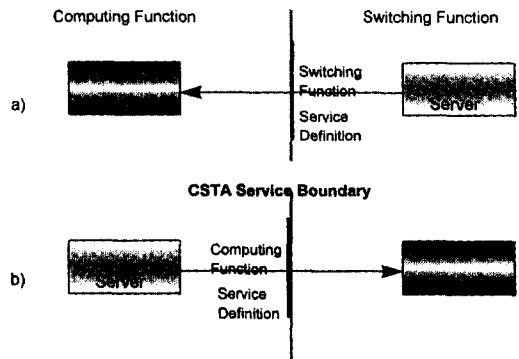 Computing Function
Switching Function
a)
Switching
Function
Service
Definition
Server
CSTA Service Boundary
b)
Server
Computing
Function
Service
Definition